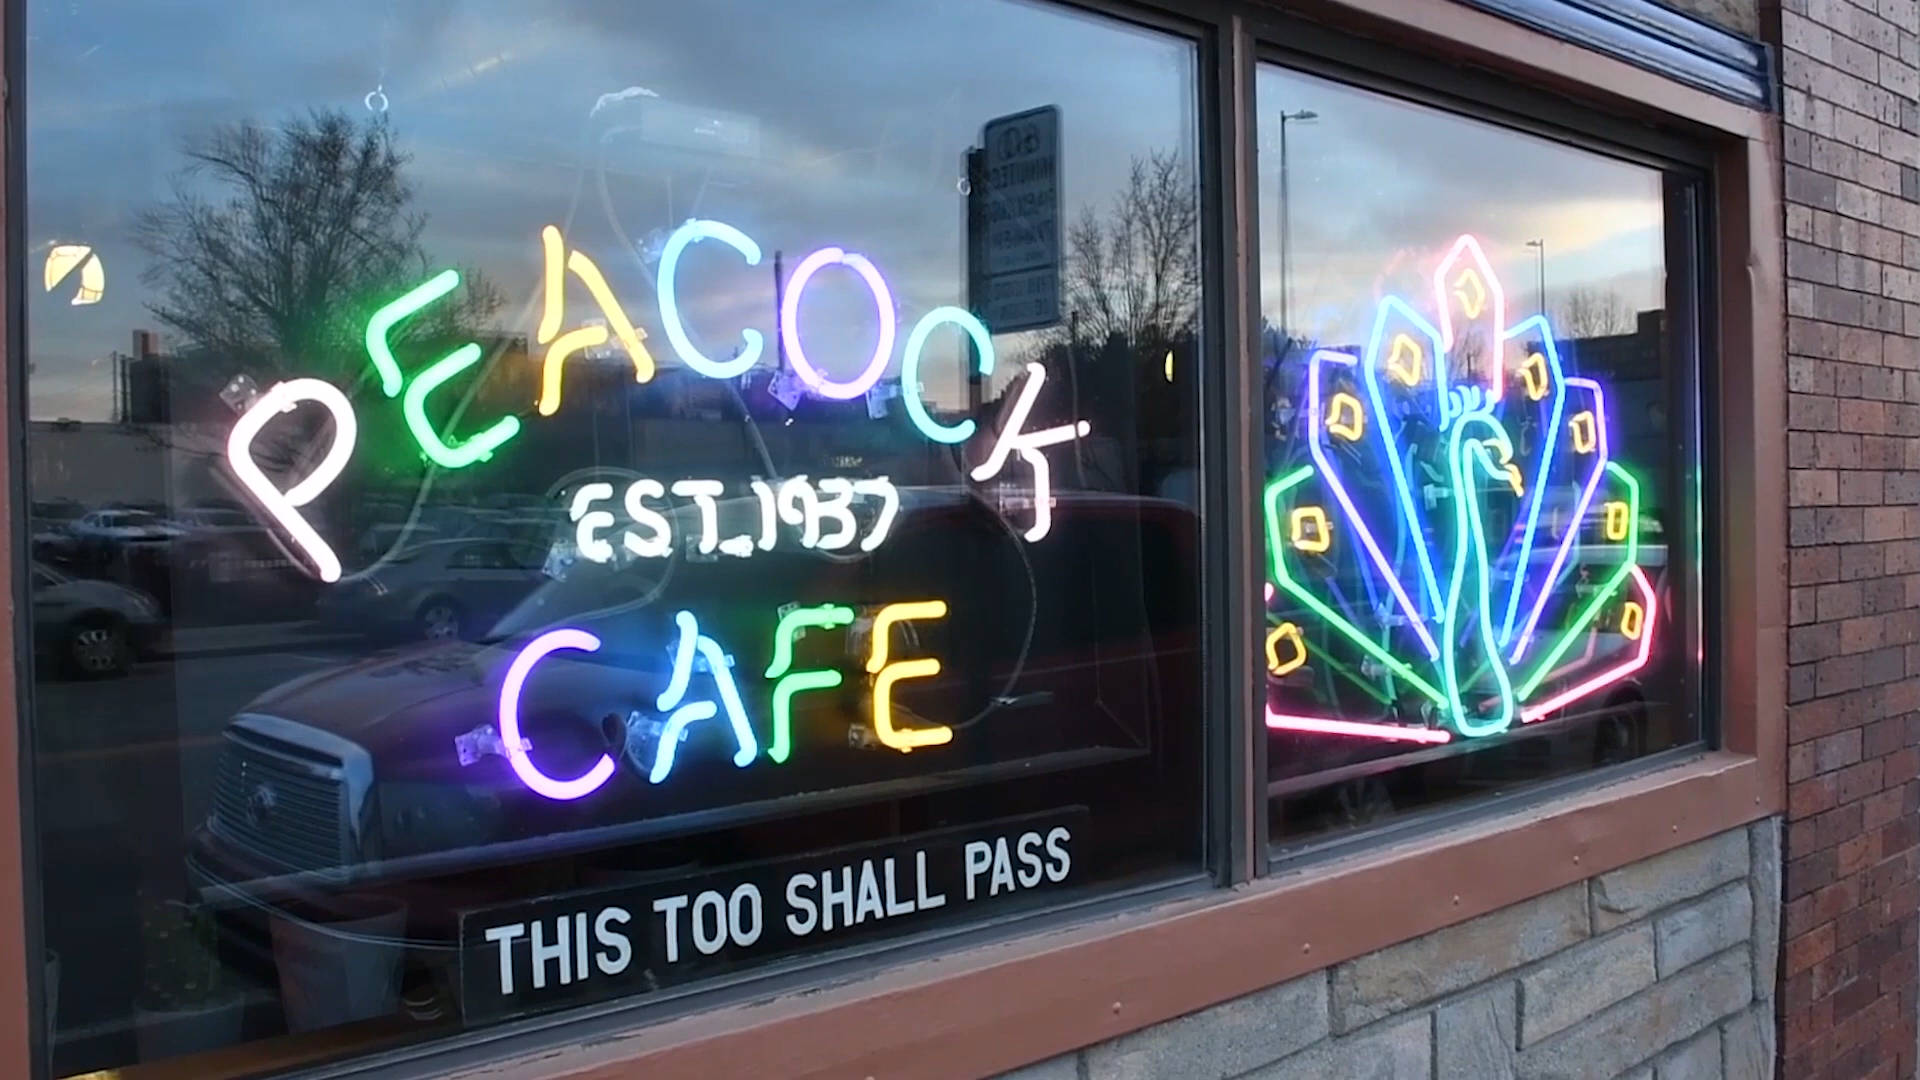 PEACOCK
EST. 1937
CAFE
THIS TOO SHALL PASS